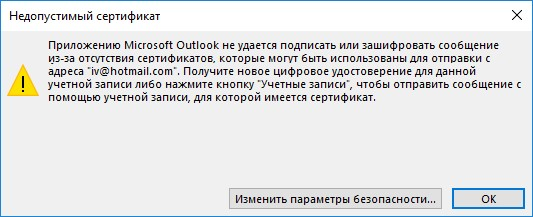 Недопустимый сертификат
Приложению Microsoft Outlook не удается подписать или зашифровать сообщение
из-за отсутствия сертификатов, которые могут быть использованы для отправки с
адреса "iv@hotmail.com". Получите новое цифровое удостоверение для данной
учетной записи либо нажмите кнопку "Учетные записи", чтобы отправить сообщение с
помощью учетной записи, для которой имеется сертификат.
Изменить параметры безопасности...
ОК